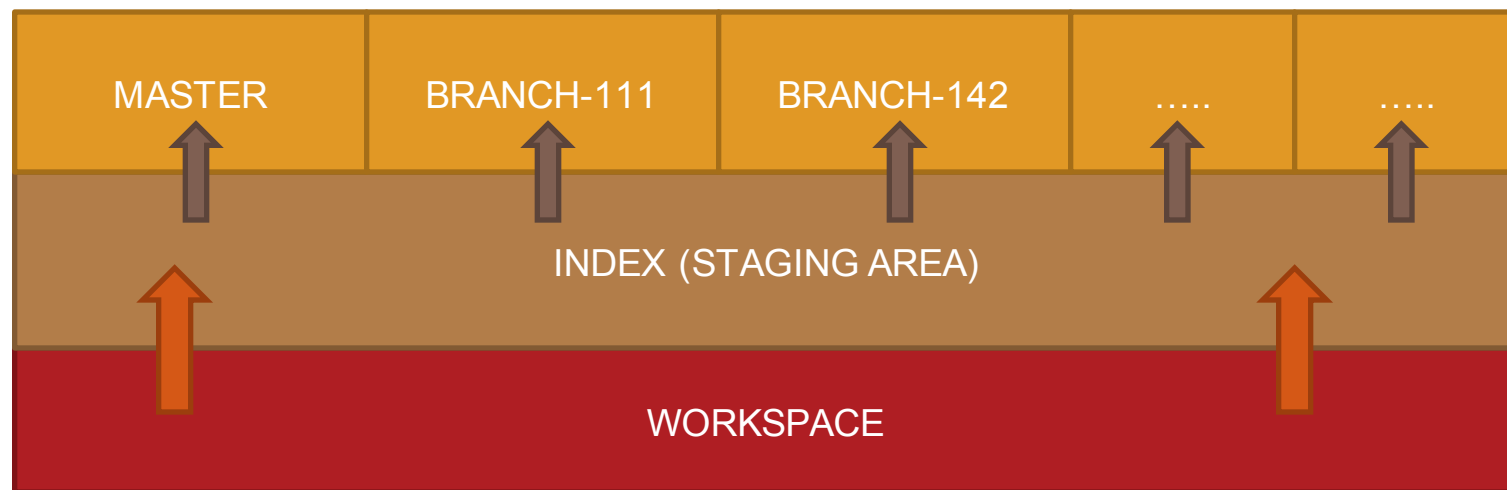 MASTER
BRANCH-111
BRANCH-142
…..
…..
INDEX (STAGING AREA)
WORKSPACE